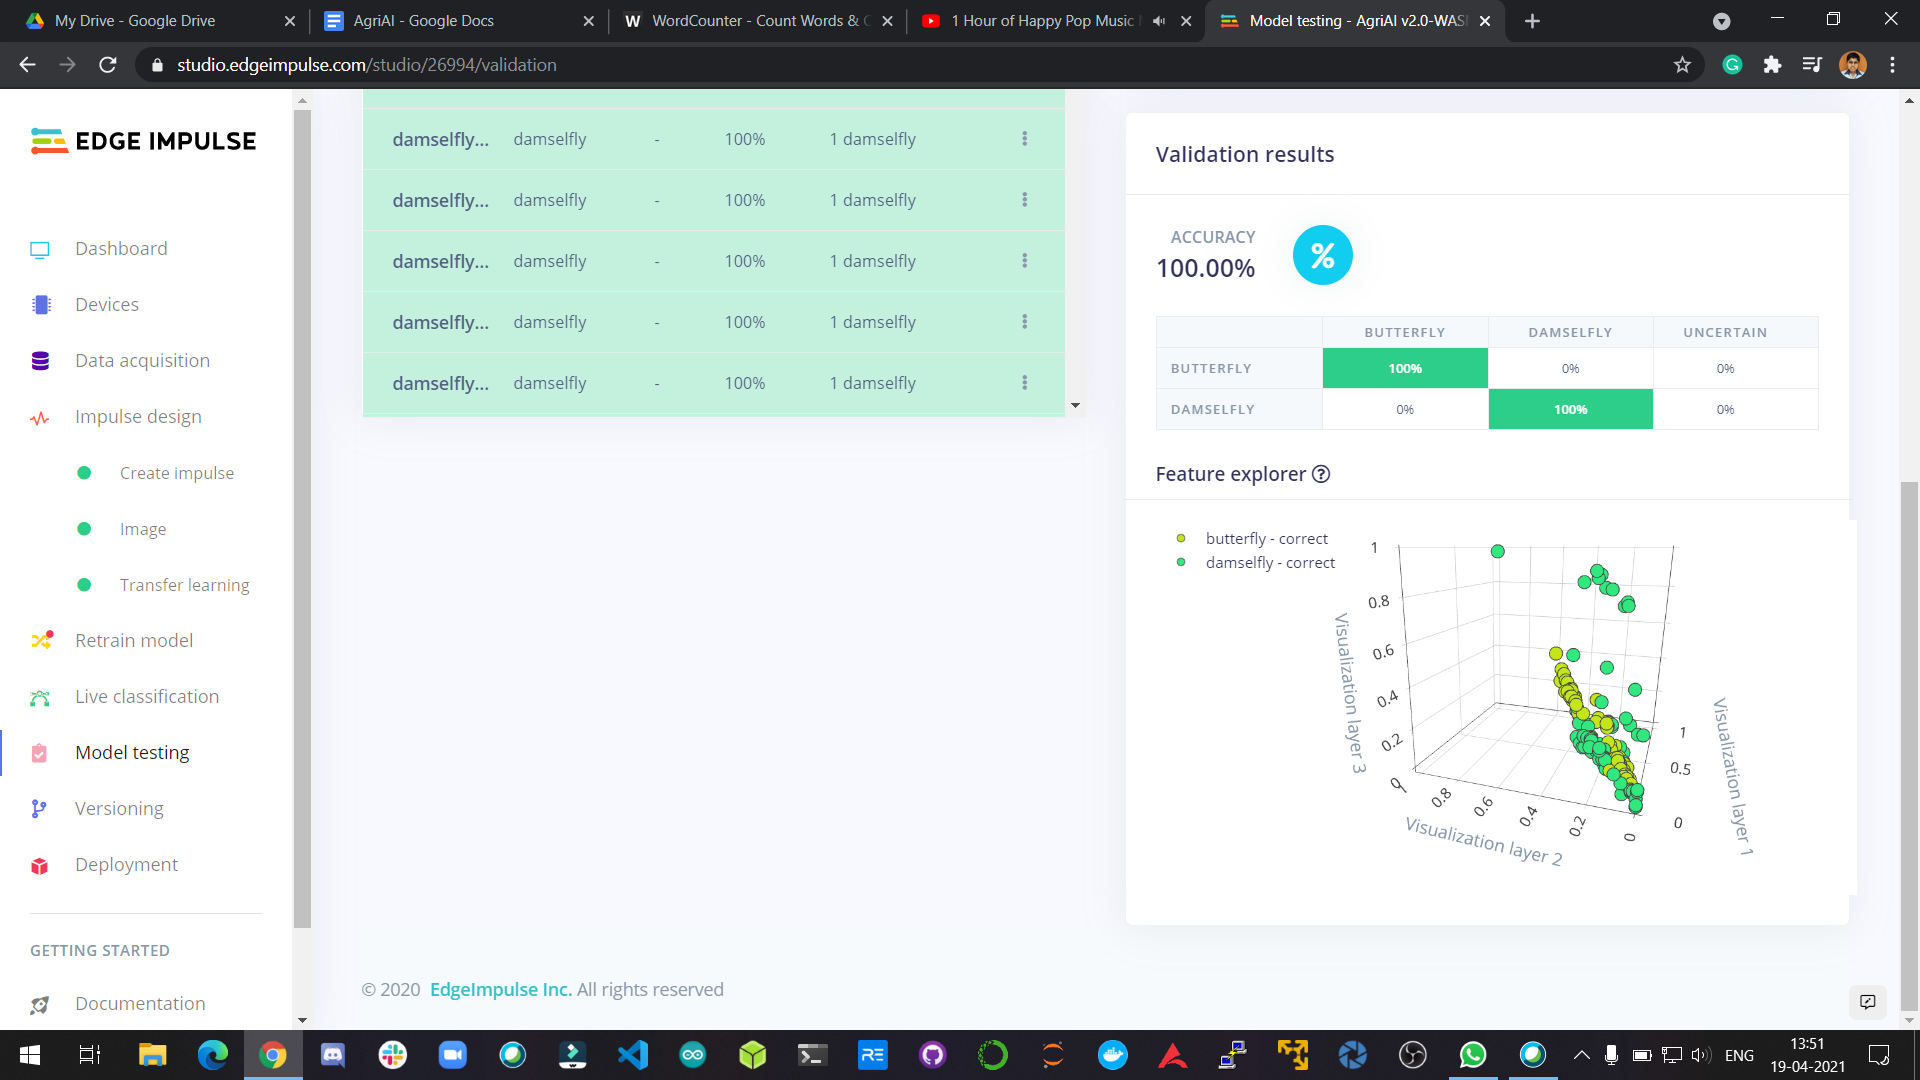 My Drive - Google Drive
AgriAI - Google Docs
WordCounter - Count Words & C
1 Hour of Happy Pop Music
Model testing - AgriAI v2.0-WAS
studio.edgeimpulse.com/studio/26994/validation
EDGE IMPULSE
Dashboard
Devices
Data acquisition
Impulse design
Create impulse
Image
Transfer learning
Retrain model
Live classification
Model testing
Versioning
Deployment
GETTING STARTED
Documentation
damselfly... damselfly - 100% 1 damselfly
damselfly... damselfly - 100% 1 damselfly
damselfly... damselfly - 100% 1 damselfly
damselfly... damselfly - 100% 1 damselfly
damselfly... damselfly - 100% 1 damselfly
Validation results
ACCURACY
100.00%
%
BUTTERFLY DAMSELFLY UNCERTAIN
BUTTERFLY 100% 0% 0%
DAMSELFLY 0% 100% 0%
Feature explorer
butterfly - correct
damselfly - correct
1
0.8
0.6
0.4
0.2
0
Visualization layer 3
0.8
0.6
0.4
0.2
0
Visualization layer 2
1
0.5
0
Visualization layer 1
© 2020 EdgeImpulse Inc. All rights reserved
RE
ENG
13:51
19-04-2021